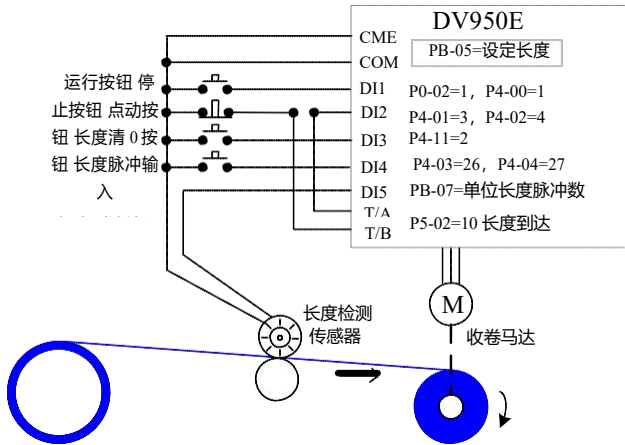 DV950E
PB-05=设定长度
CME
COM
DI1
DI2
DI3
DI4
DI5
T/A
T/B
P0-02=1，P4-00=1
P4-01=3，P4-02=4
P4-11=2
P4-03=26，P4-04=27
PB-07=单位长度脉冲数
P5-02=10 长度到达
运行按钮 停
止按钮 点动按
钮 长度清 0 按
钮 长度脉冲输
入
长度检测
传感器
M
收卷马达